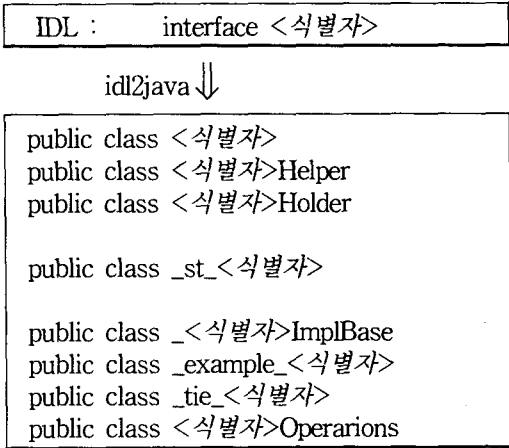 IDL : interface <식별자>
idl2java ⇓
public class <식별자>
public class <식별자>Helper
public class <식별자>Holder
public class _st_<식별자>
public class _<식별자>ImplBase
public class _example_<식별자>
public class _tie_<식별자>
public class <식별자>Operarions